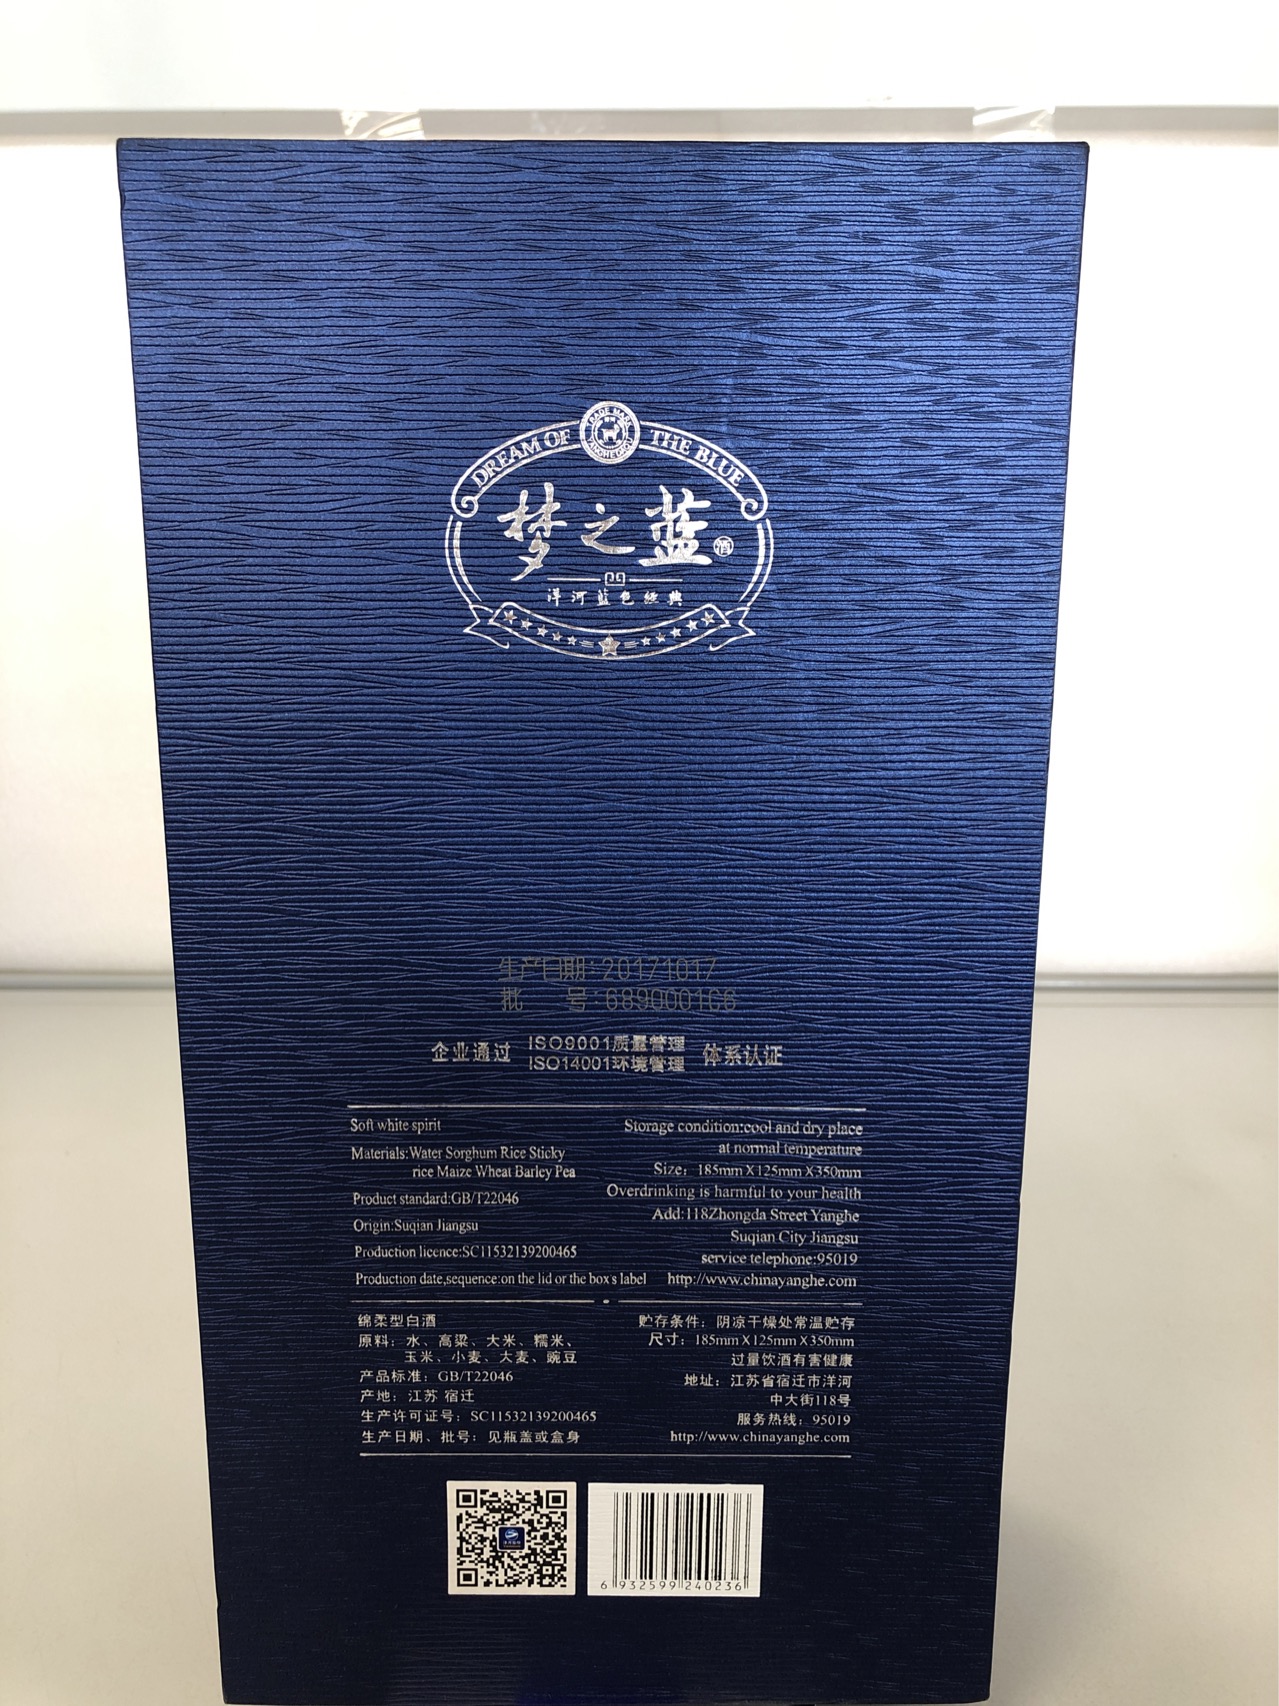 TRADE MARK
DREAM OF THE BLUE
梦之蓝 酒
洋河蓝色经典
生产日期:20171017
批 号:6890001C6
企业通过 ISO9001质量管理 体系认证
ISO14001环境管理
Soft white spirit
Materials:Water Sorghum Rice Sticky
rice Maize Wheat Barley Pea
Product standard:GB/T22046
Origin:Suqian Jiangsu
Production licence:SC11532139200465
Production date,sequence:on the lid or the box's label
Storage condition:cool and dry place
at normal temperature
Size: 185mm X 125mm X 350mm
Overdrinking is harmful to your health
Add:118Zhongda Street Yanghe
Suqian City Jiangsu
service telephone:95019
http://www.chinayanghe.com
绵柔型白酒
原料: 水、高粱、大米、糯米、
玉米、小麦、大麦、豌豆
产品标准: GB/T22046
产地: 江苏 宿迁
生产许可证号: SC11532139200465
生产日期、批号: 见瓶盖或盒身
贮存条件: 阴凉干燥处常温贮存
尺寸: 185mm X 125mm X 350mm
过量饮酒有害健康
地址: 江苏省宿迁市洋河
中大街118号
服务热线: 95019
http://www.chinayanghe.com
6 932599 240236